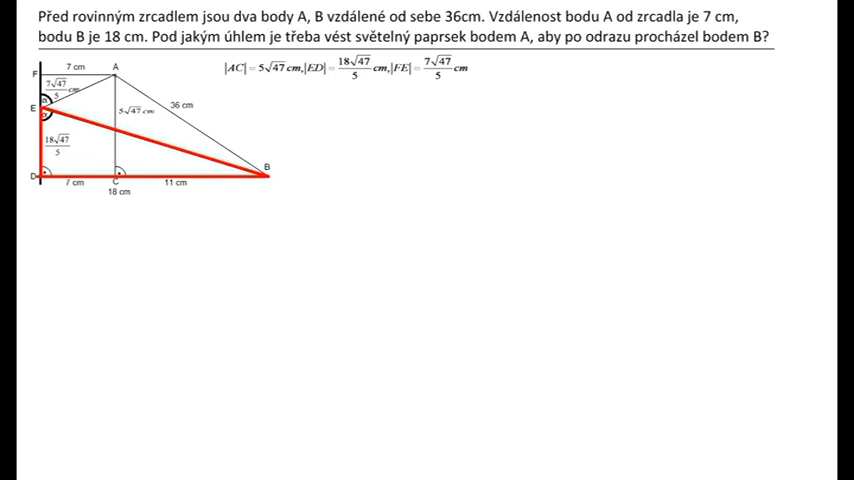 Před rovinným zrcadlem jsou dva body A, B vzdálené od sebe 36cm. Vzdálenost bodu A od zrcadla je 7 cm,
bodu B je 18 cm. Pod jakým úhlem je třeba vést světelný paprsek bodem A, aby po odrazu procházel bodem B?
|AC| = 5√47 cm, |ED| = 18√47/5 cm, |FE| = 7√47/5 cm
7 cm
F A
7√47/5 cm
α
E 36 cm
α
5√47 cm
18√47/5
B
D 7 cm C 11 cm
18 cm